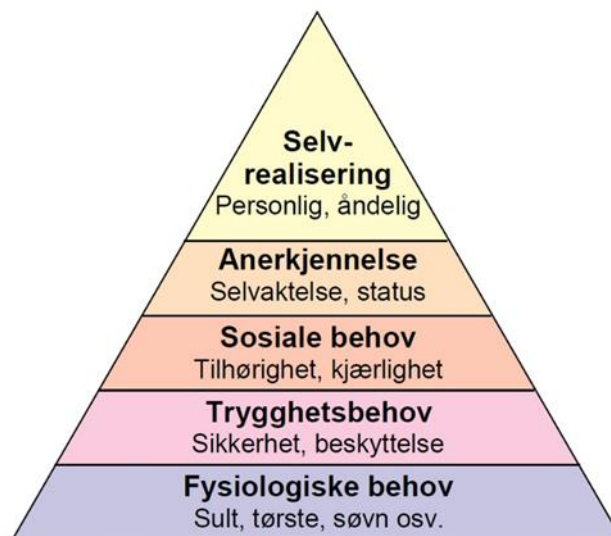 Selv-
realisering
Personlig, åndelig
Anerkjennelse
Selvaktelse, status
Sosiale behov
Tilhørighet, kjærlighet
Trygghetsbehov
Sikkerhet, beskyttelse
Fysiologiske behov
Sult, tørste, søvn osv.